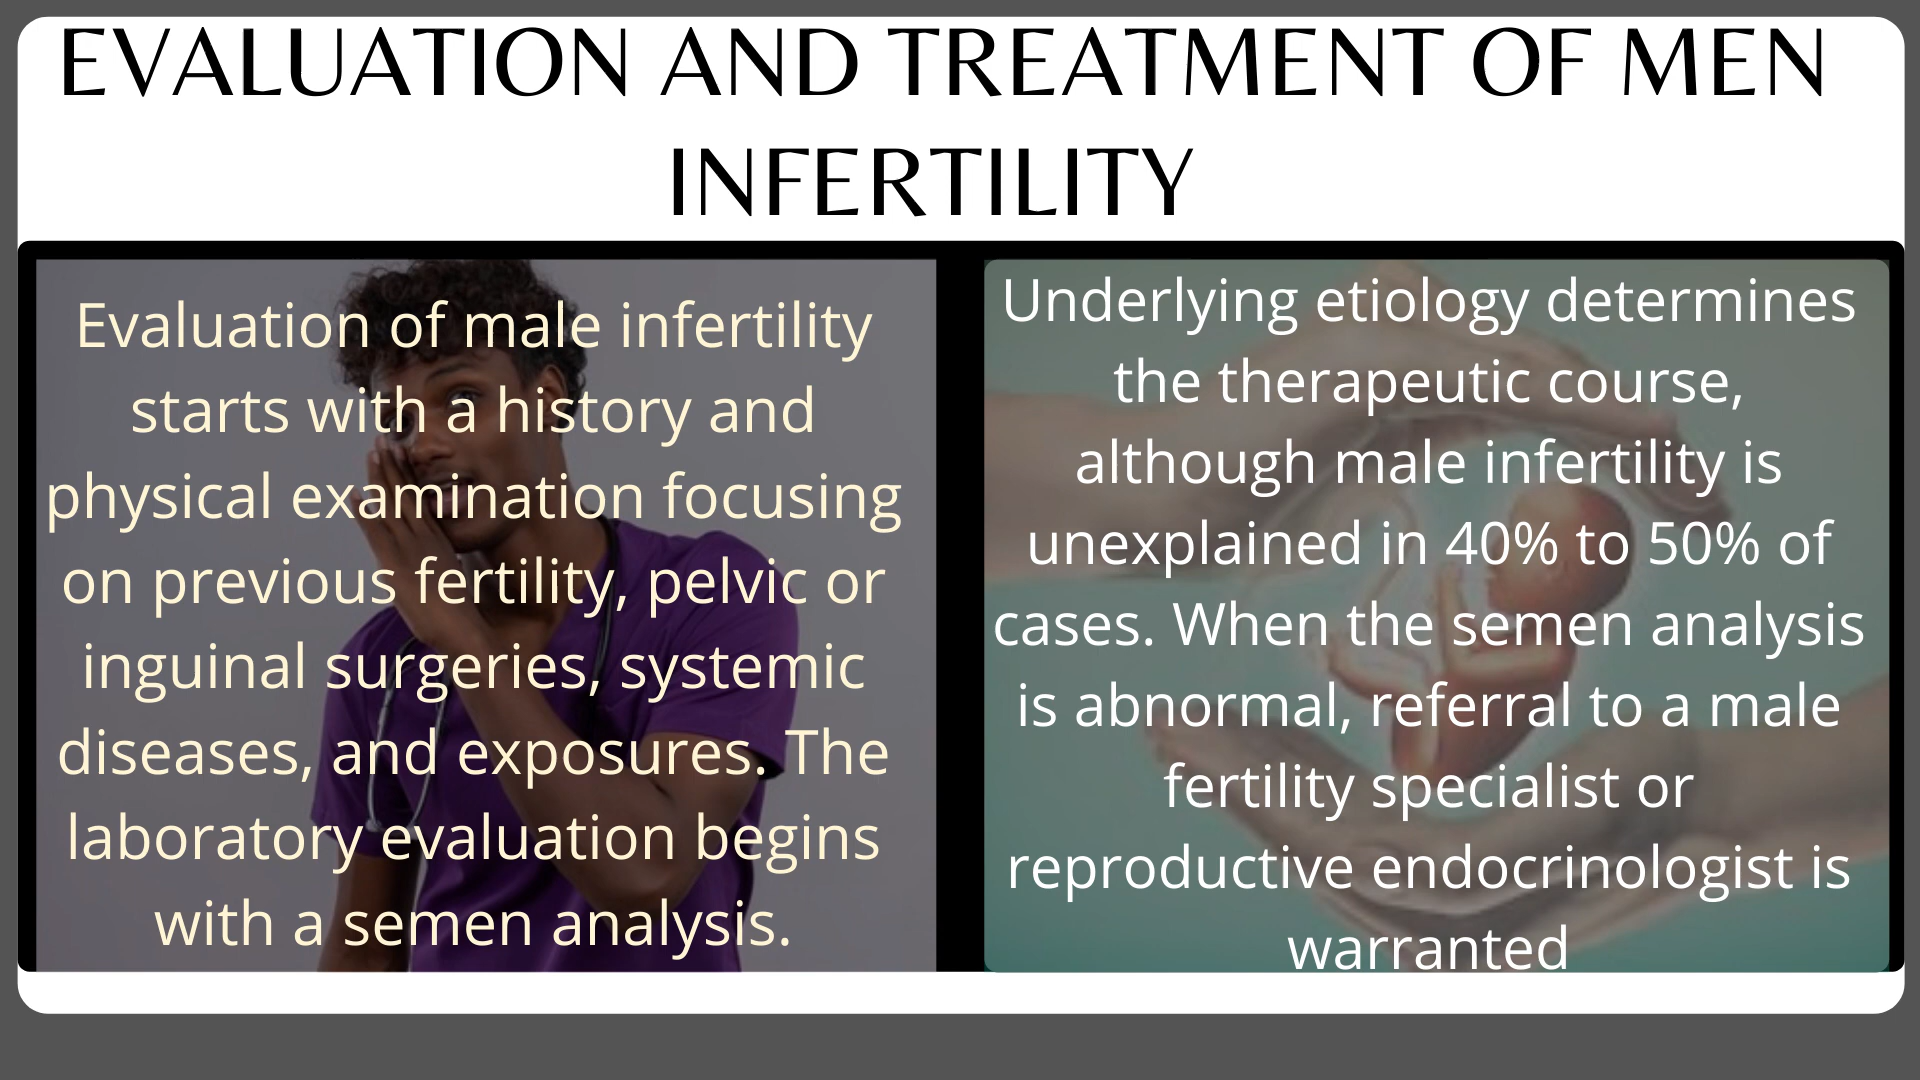 EVALUATION AND TREATMENT OF MEN
INFERTILITY
Evaluation of male infertility
starts with a history and
physical examination focusing
on previous fertility, pelvic or
inguinal surgeries, systemic
diseases, and exposures. The
laboratory evaluation begins
with a semen analysis.
Underlying etiology determines
the therapeutic course,
although male infertility is
unexplained in 40% to 50% of
cases. When the semen analysis
is abnormal, referral to a male
fertility specialist or
reproductive endocrinologist is
warranted